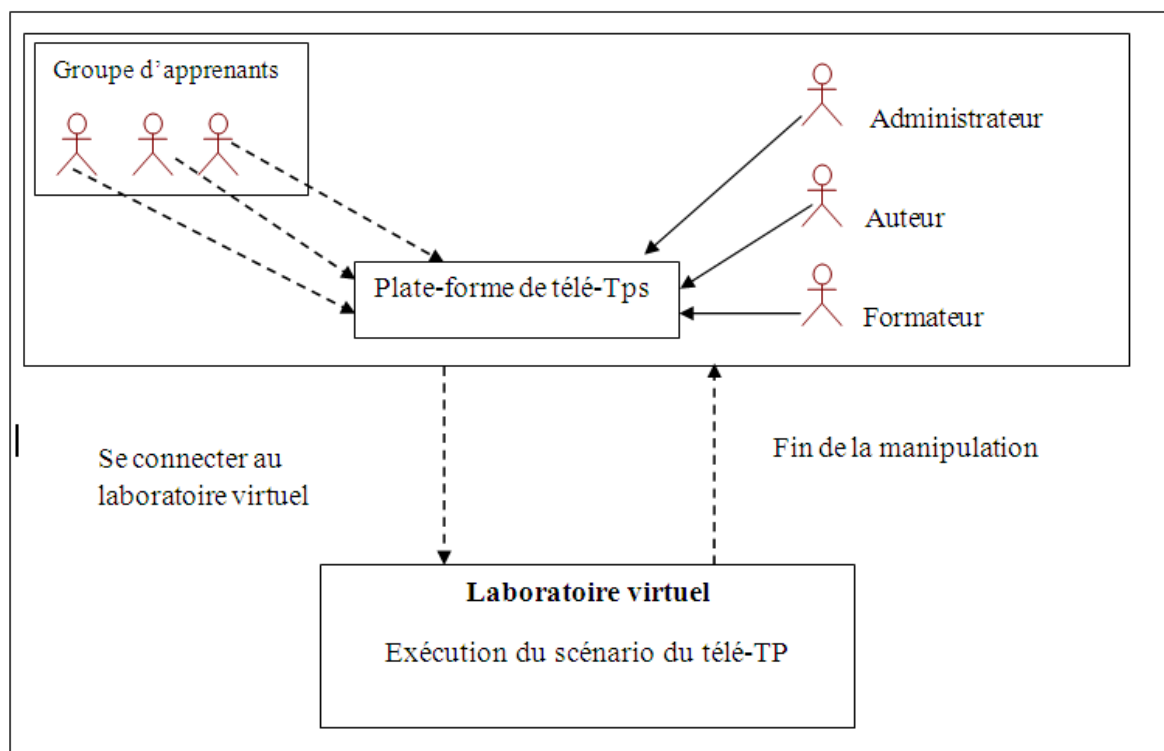 Groupe d'apprenants
Administrateur
Auteur
Plate-forme de télé-Tps
Formateur
Se connecter au
laboratoire virtuel
Fin de la manipulation
Laboratoire virtuel
Exécution du scénario du télé-TP